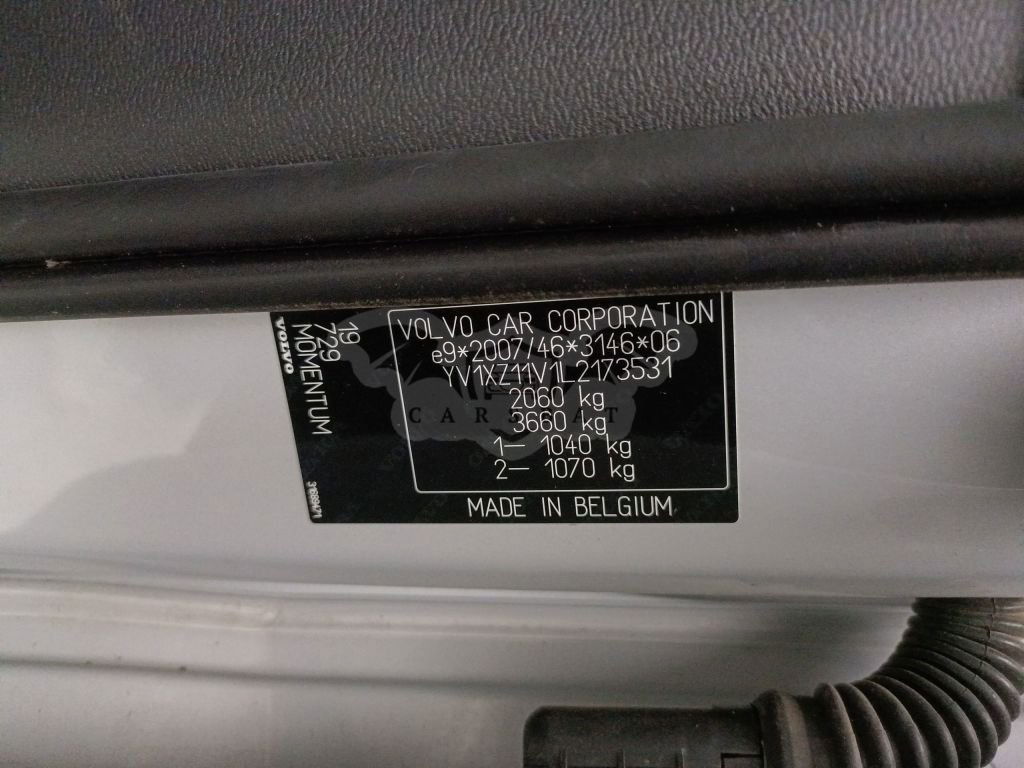 VOLVO CAR CORPORATION
e9*2007/46*3146*06
YV1XZ11V1L2173531
2060 kg
3660 kg
1– 1040 kg
2– 1070 kg
MADE IN BELGIUM
19
729
MOMENTUM
VOLVO